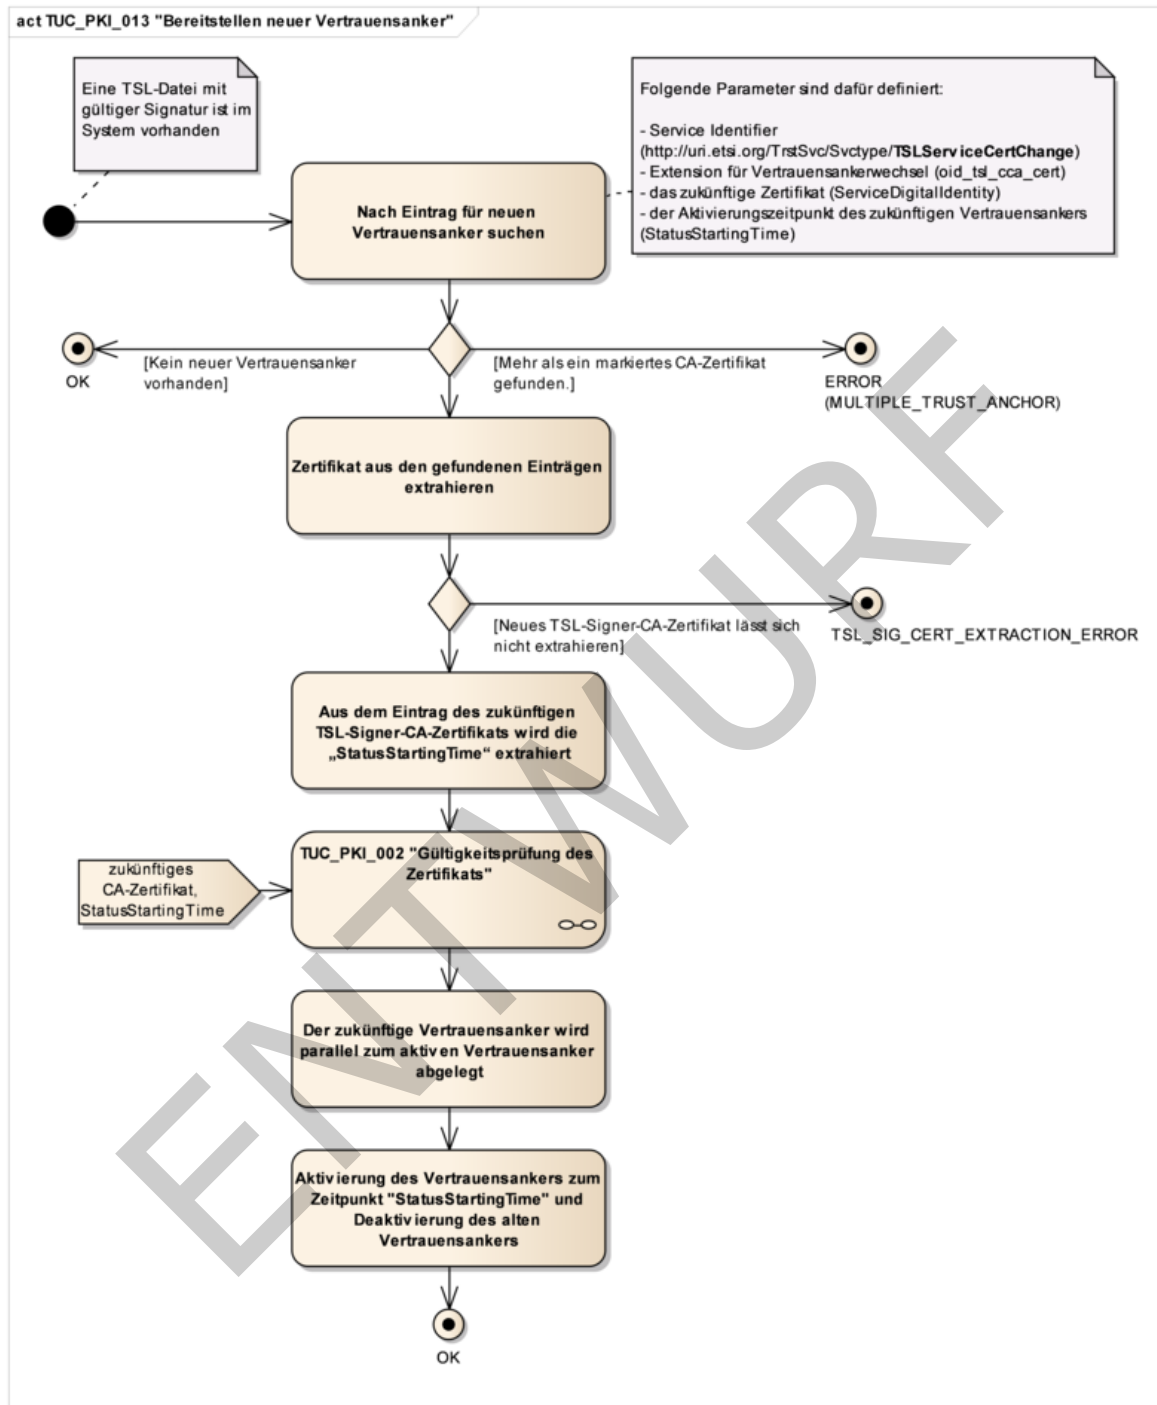 act TUC_PKI_013 "Bereitstellen neuer Vertrauensanker"
Eine TSL-Datei mit
gültiger Signatur ist im
System vorhanden
Folgende Parameter sind dafür definiert:
- Service Identifier
(http://uri.etsi.org/TrstSvc/Svctype/TSLServiceCertChange)
- Extension für Vertrauensankerwechsel (oid_tsl_cca_cert)
- das zukünftige Zertifikat (ServiceDigitalIdentity)
- der Aktivierungszeitpunkt des zukünftigen Vertrauensankers
(StatusStartingTime)
Nach Eintrag für neuen
Vertrauensanker suchen
[Kein neuer Vertrauensanker
vorhanden]
OK
[Mehr als ein markiertes CA-Zertifikat
gefunden.]
ERROR
(MULTIPLE_TRUST_ANCHOR)
Zertifikat aus den gefundenen Einträgen
extrahieren
[Neues TSL-Signer-CA-Zertifikat lässt sich
nicht extrahieren]
TSL_SIG_CERT_EXTRACTION_ERROR
Aus dem Eintrag des zukünftigen
TSL-Signer-CA-Zertifikats wird die
„StatusStartingTime“ extrahiert
zukünftiges
CA-Zertifikat,
StatusStartingTime
TUC_PKI_002 "Gültigkeitsprüfung des
Zertifikats"
Der zukünftige Vertrauensanker wird
parallel zum aktiven Vertrauensanker
abgelegt
Aktivierung des Vertrauensankers zum
Zeitpunkt "StatusStartingTime" und
Deaktivierung des alten
Vertrauensankers
OK
ENTWURF